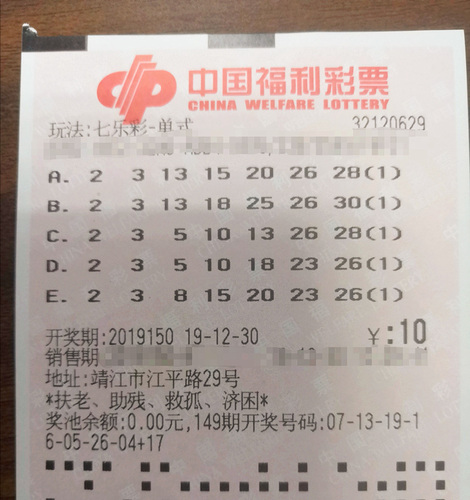 中国福利彩票
CHINA WELFARE LOTTERY
玩法:七乐彩-单式 32120629
A. 2 3 13 15 20 26 28(1)
B. 2 3 13 18 25 26 30(1)
C. 2 3 5 10 13 26 28(1)
D. 2 3 5 10 18 23 26(1)
E. 2 3 8 15 20 23 26(1)
开奖期:2019150 19-12-30 ¥:10
销售期
地址:靖江市江平路29号
*扶老、助残、救孤、济困*
奖池余额:0.00元,149期开奖号码:07-13-19-1
6-05-26-04+17